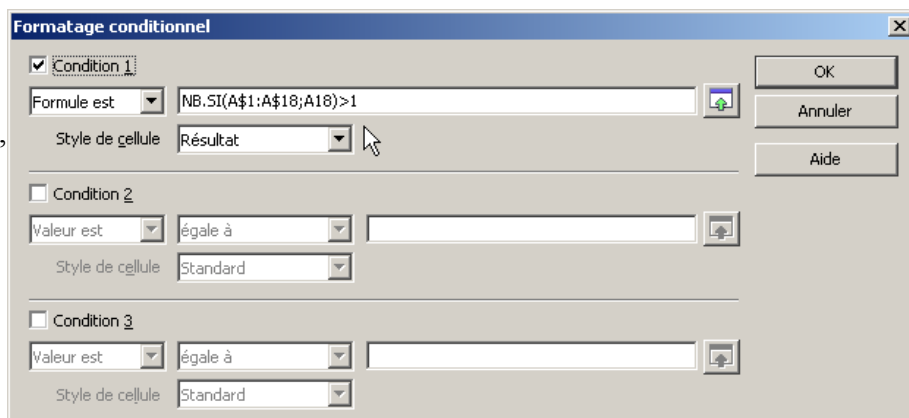 Formatage conditionnel
Condition 1
OK
Formule est NB.SI(A$1:A$18;A18)>1
Annuler
,
Style de cellule Résultat
Aide
Condition 2
Valeur est égale à
Style de cellule Standard
Condition 3
Valeur est égale à
Style de cellule Standard